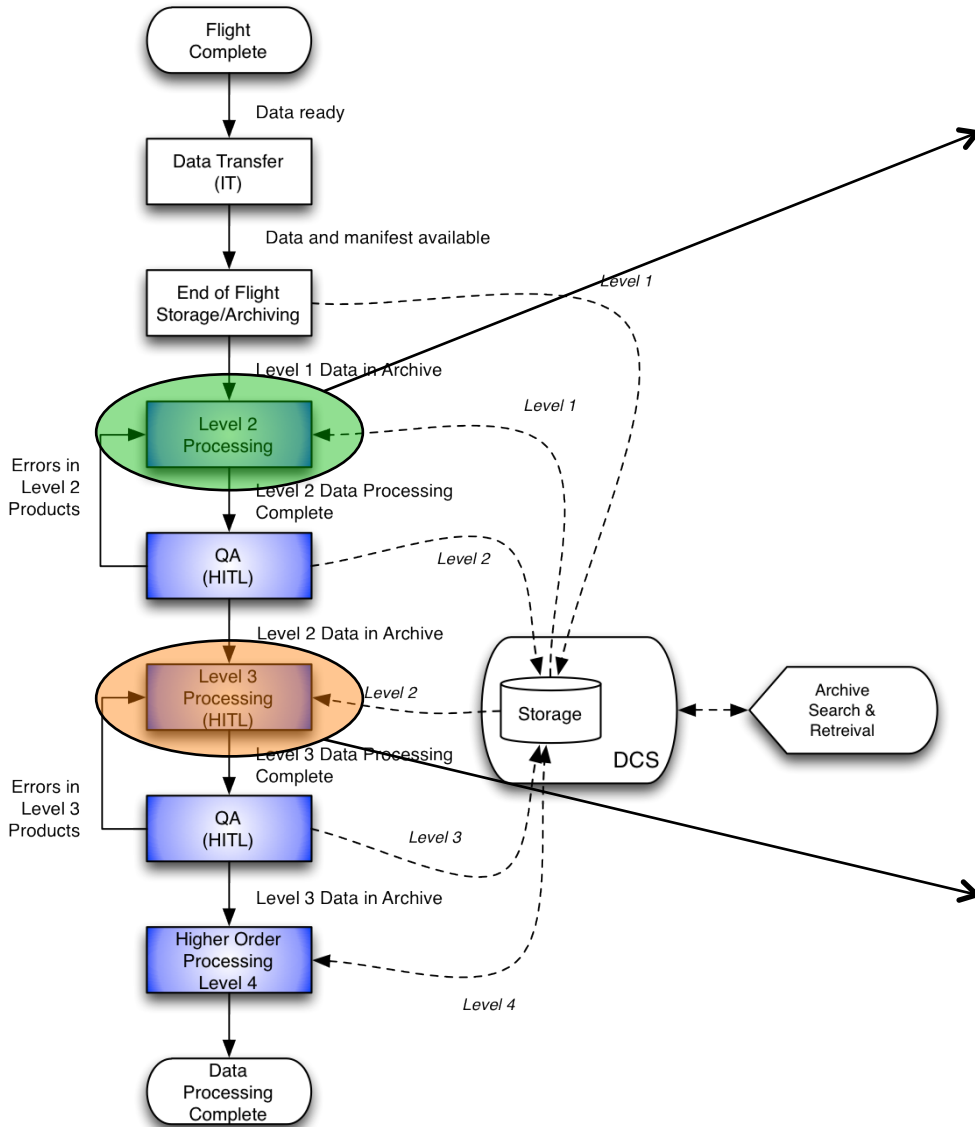 Flight
Complete
Data ready
Data Transfer
(IT)
Data and manifest available
End of Flight
Storage/Archiving
Level 1
Level 1 Data in Archive
Level 2
Processing
Level 1
Errors in
Level 2
Products
Level 2 Data Processing
Complete
QA
(HITL)
Level 2
Level 2 Data in Archive
Level 3
Processing
(HITL)
Level 2
Storage
DCS
Archive
Search &
Retreival
Level 3 Data Processing
Complete
Errors in
Level 3
Products
QA
(HITL)
Level 3
Level 3 Data in Archive
Higher Order
Processing
Level 4
Level 4
Data
Processing
Complete